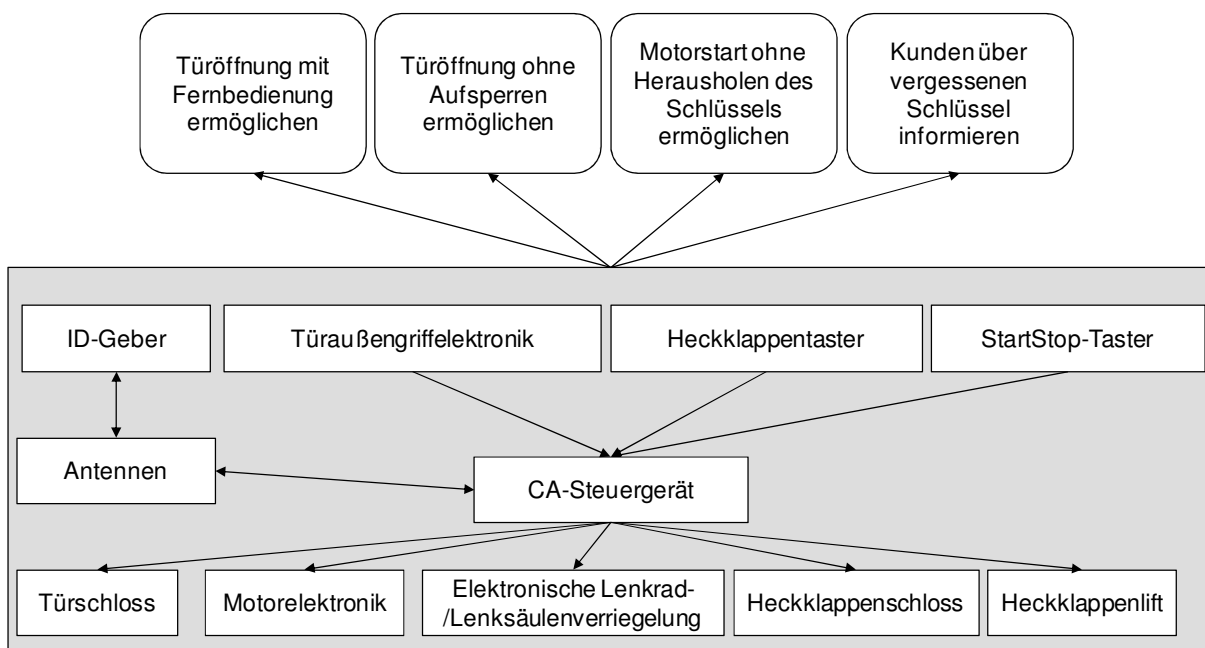 Türöffnung mit
Fernbedienung
ermöglichen
Türöffnung ohne
Aufsperren
ermöglichen
Motorstart ohne
Herausholen des
Schlüssels
ermöglichen
Kunden über
vergessenen
Schlüssel
informieren
ID-Geber
Türaußengriffelektronik
Heckklappentaster
StartStop-Taster
Antennen
CA-Steuergerät
Türschloss
Motorelektronik
Elektronische Lenkrad-
/Lenksäulenverriegelung
Heckklappenschloss
Heckklappenlift